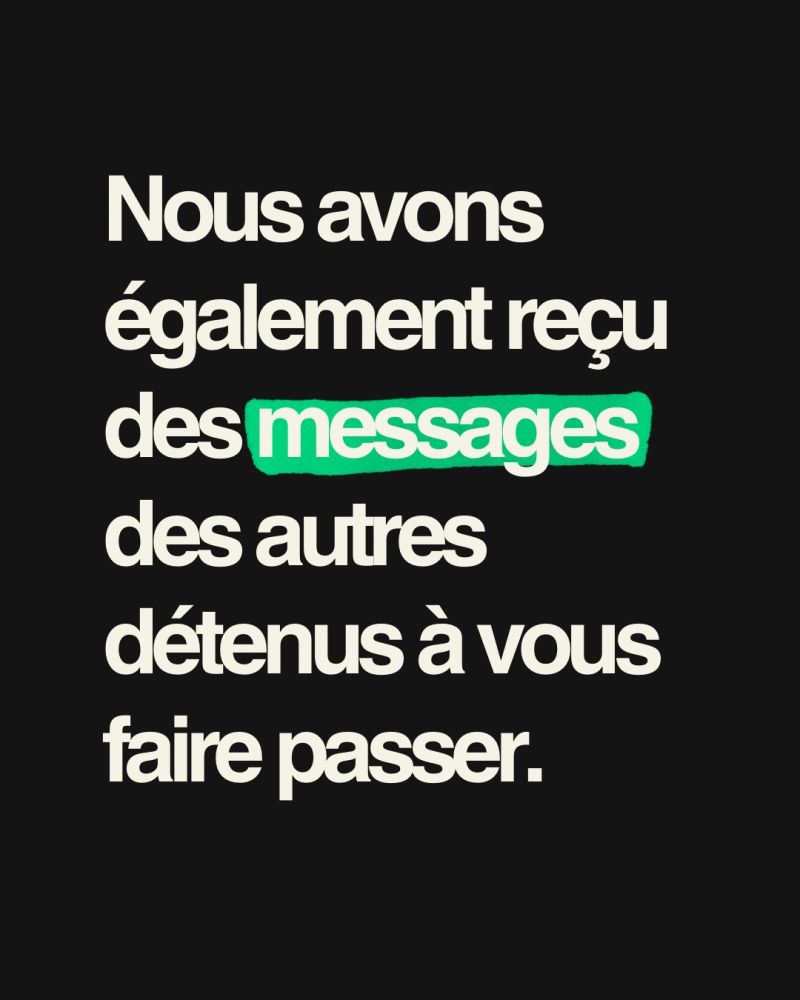 Nous avons
également reçu
des messages
des autres
détenus à vous
faire passer.